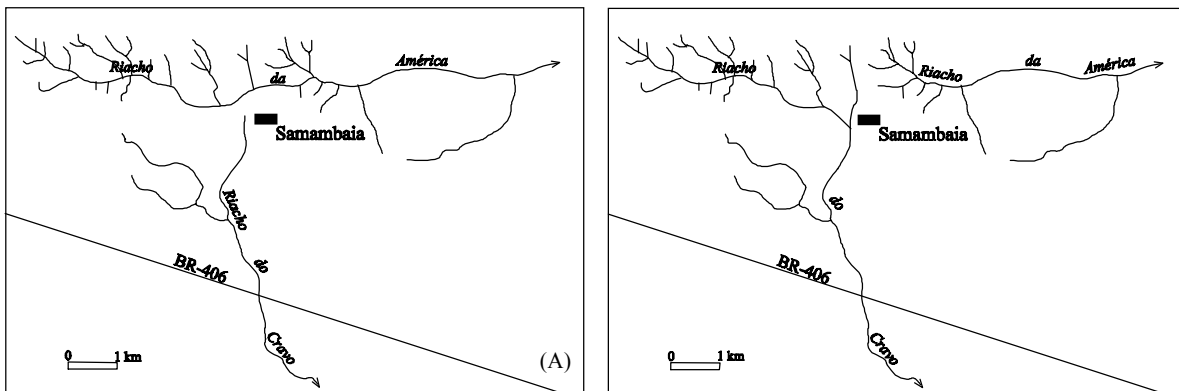 Riacho
da
América
Samambaia
Riacho
do
BR-406
Cravo
0 1 km
(A)
Riacho
Riacho
da
América
Samambaia
do
BR-406
Cravo
0 1 km